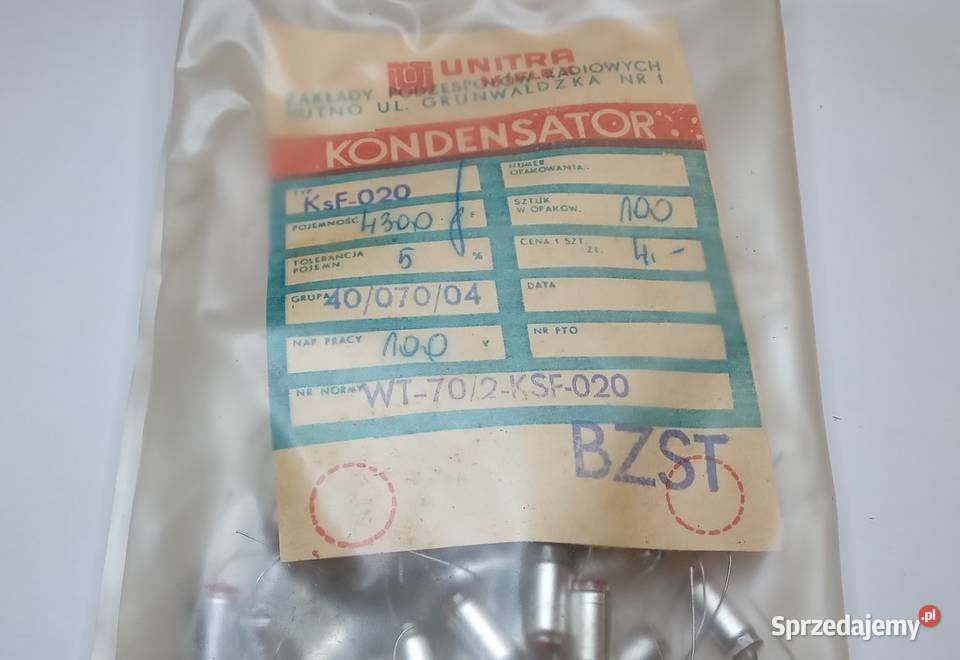 UNITRA
ZAKŁADY PODZESPOŁÓW RADIOWYCH
KUTNO UL. GRUNWALDZKA NR 1
KONDENSATOR
TYP KsF-020
NUMER OPAKOWANIA
POJEMNOŚĆ 4300 pF
SZTUK W OPAKOW. 100
TOLERANCJA POJEMN. 5 %
CENA 1 SZT. ZŁ. 4,-
GRUPA 40/070/04
DATA
NAP. PRACY 100 V
NR PTO
NR NORMY WT-70/2-KSF-020
BZST
Sprzedajemy.pl